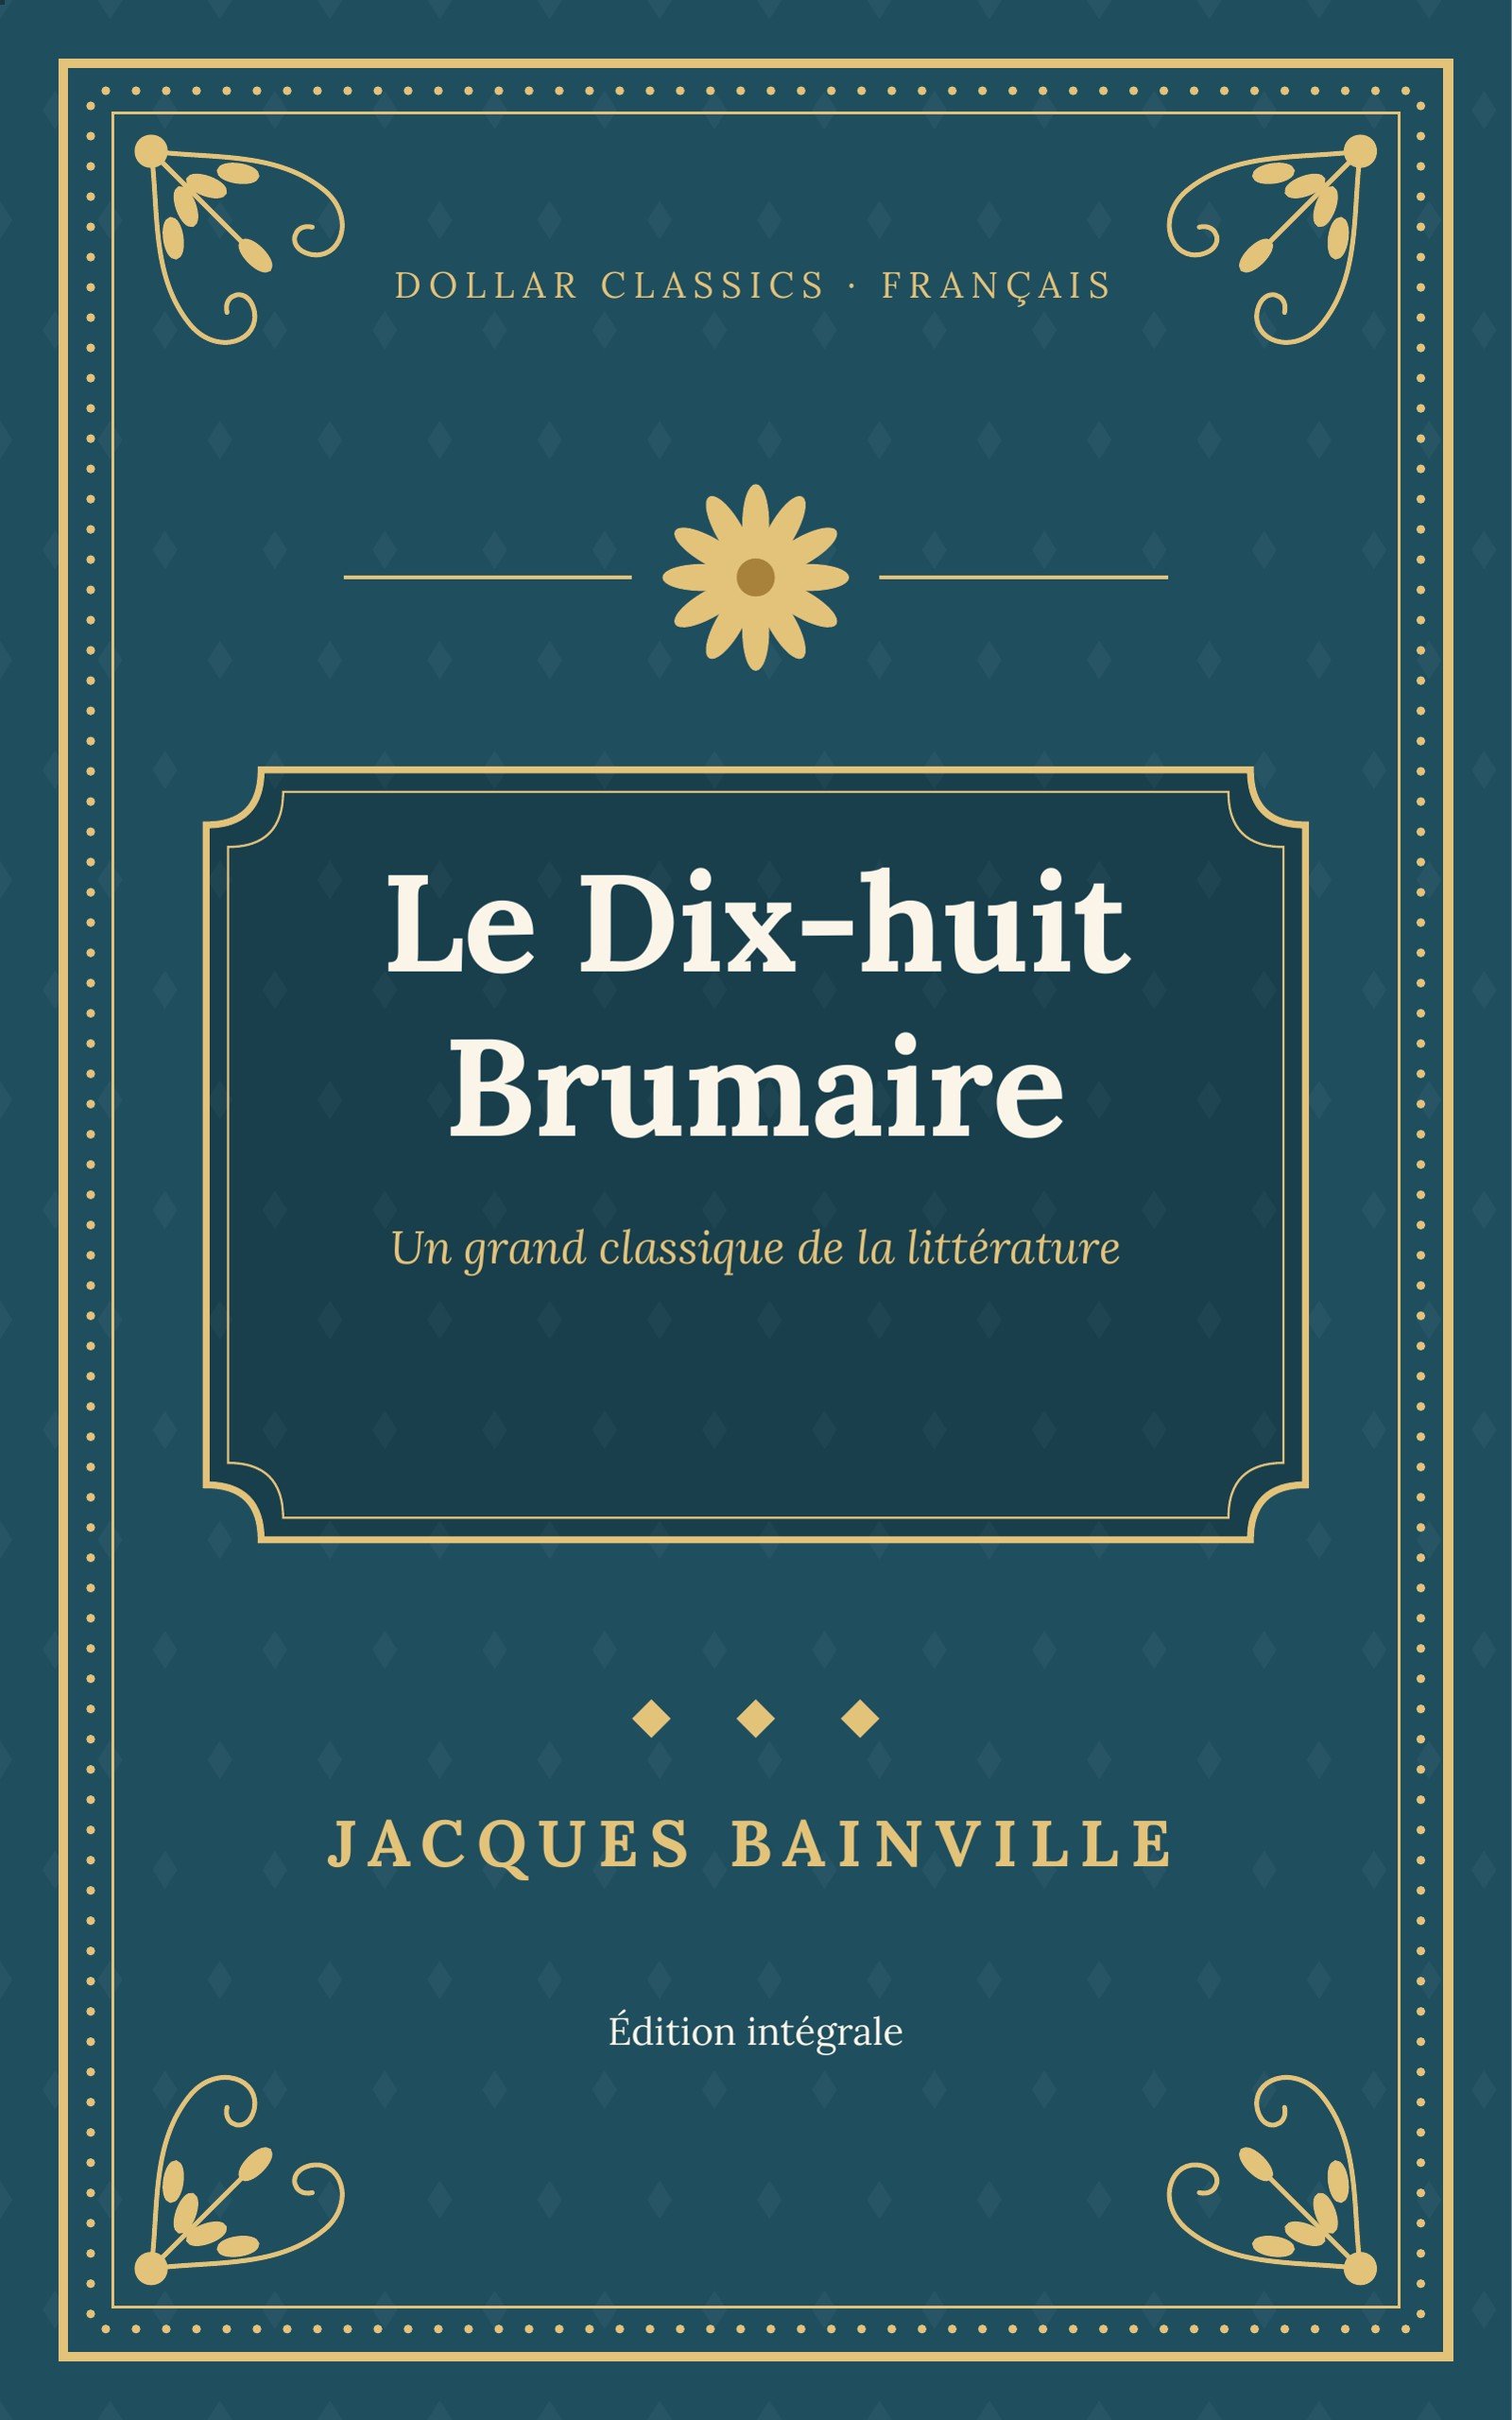 DOLLAR CLASSICS · FRANÇAIS
Le Dix-huit
Brumaire
Un grand classique de la littérature
JACQUES BAINVILLE
Édition intégrale